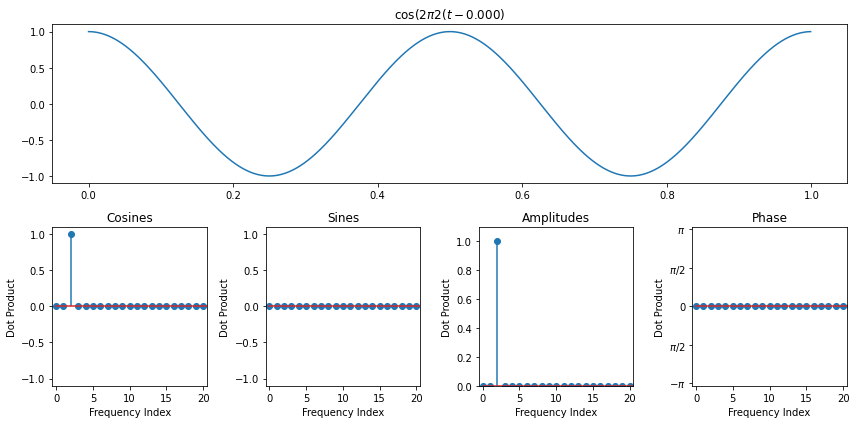 cos(2π2(t − 0.000)
1.0
0.5
0.0
−0.5
−1.0
0.0 0.2 0.4 0.6 0.8 1.0
Cosines Sines Amplitudes Phase
Dot Product
1.0
0.5
0.0
−0.5
−1.0
0 5 10 15 20
Frequency Index
Dot Product
1.0
0.5
0.0
−0.5
−1.0
0 5 10 15 20
Frequency Index
Dot Product
1.0
0.8
0.6
0.4
0.2
0.0
0 5 10 15 20
Frequency Index
Dot Product
π
π/2
0
π/2
−π
0 5 10 15 20
Frequency Index